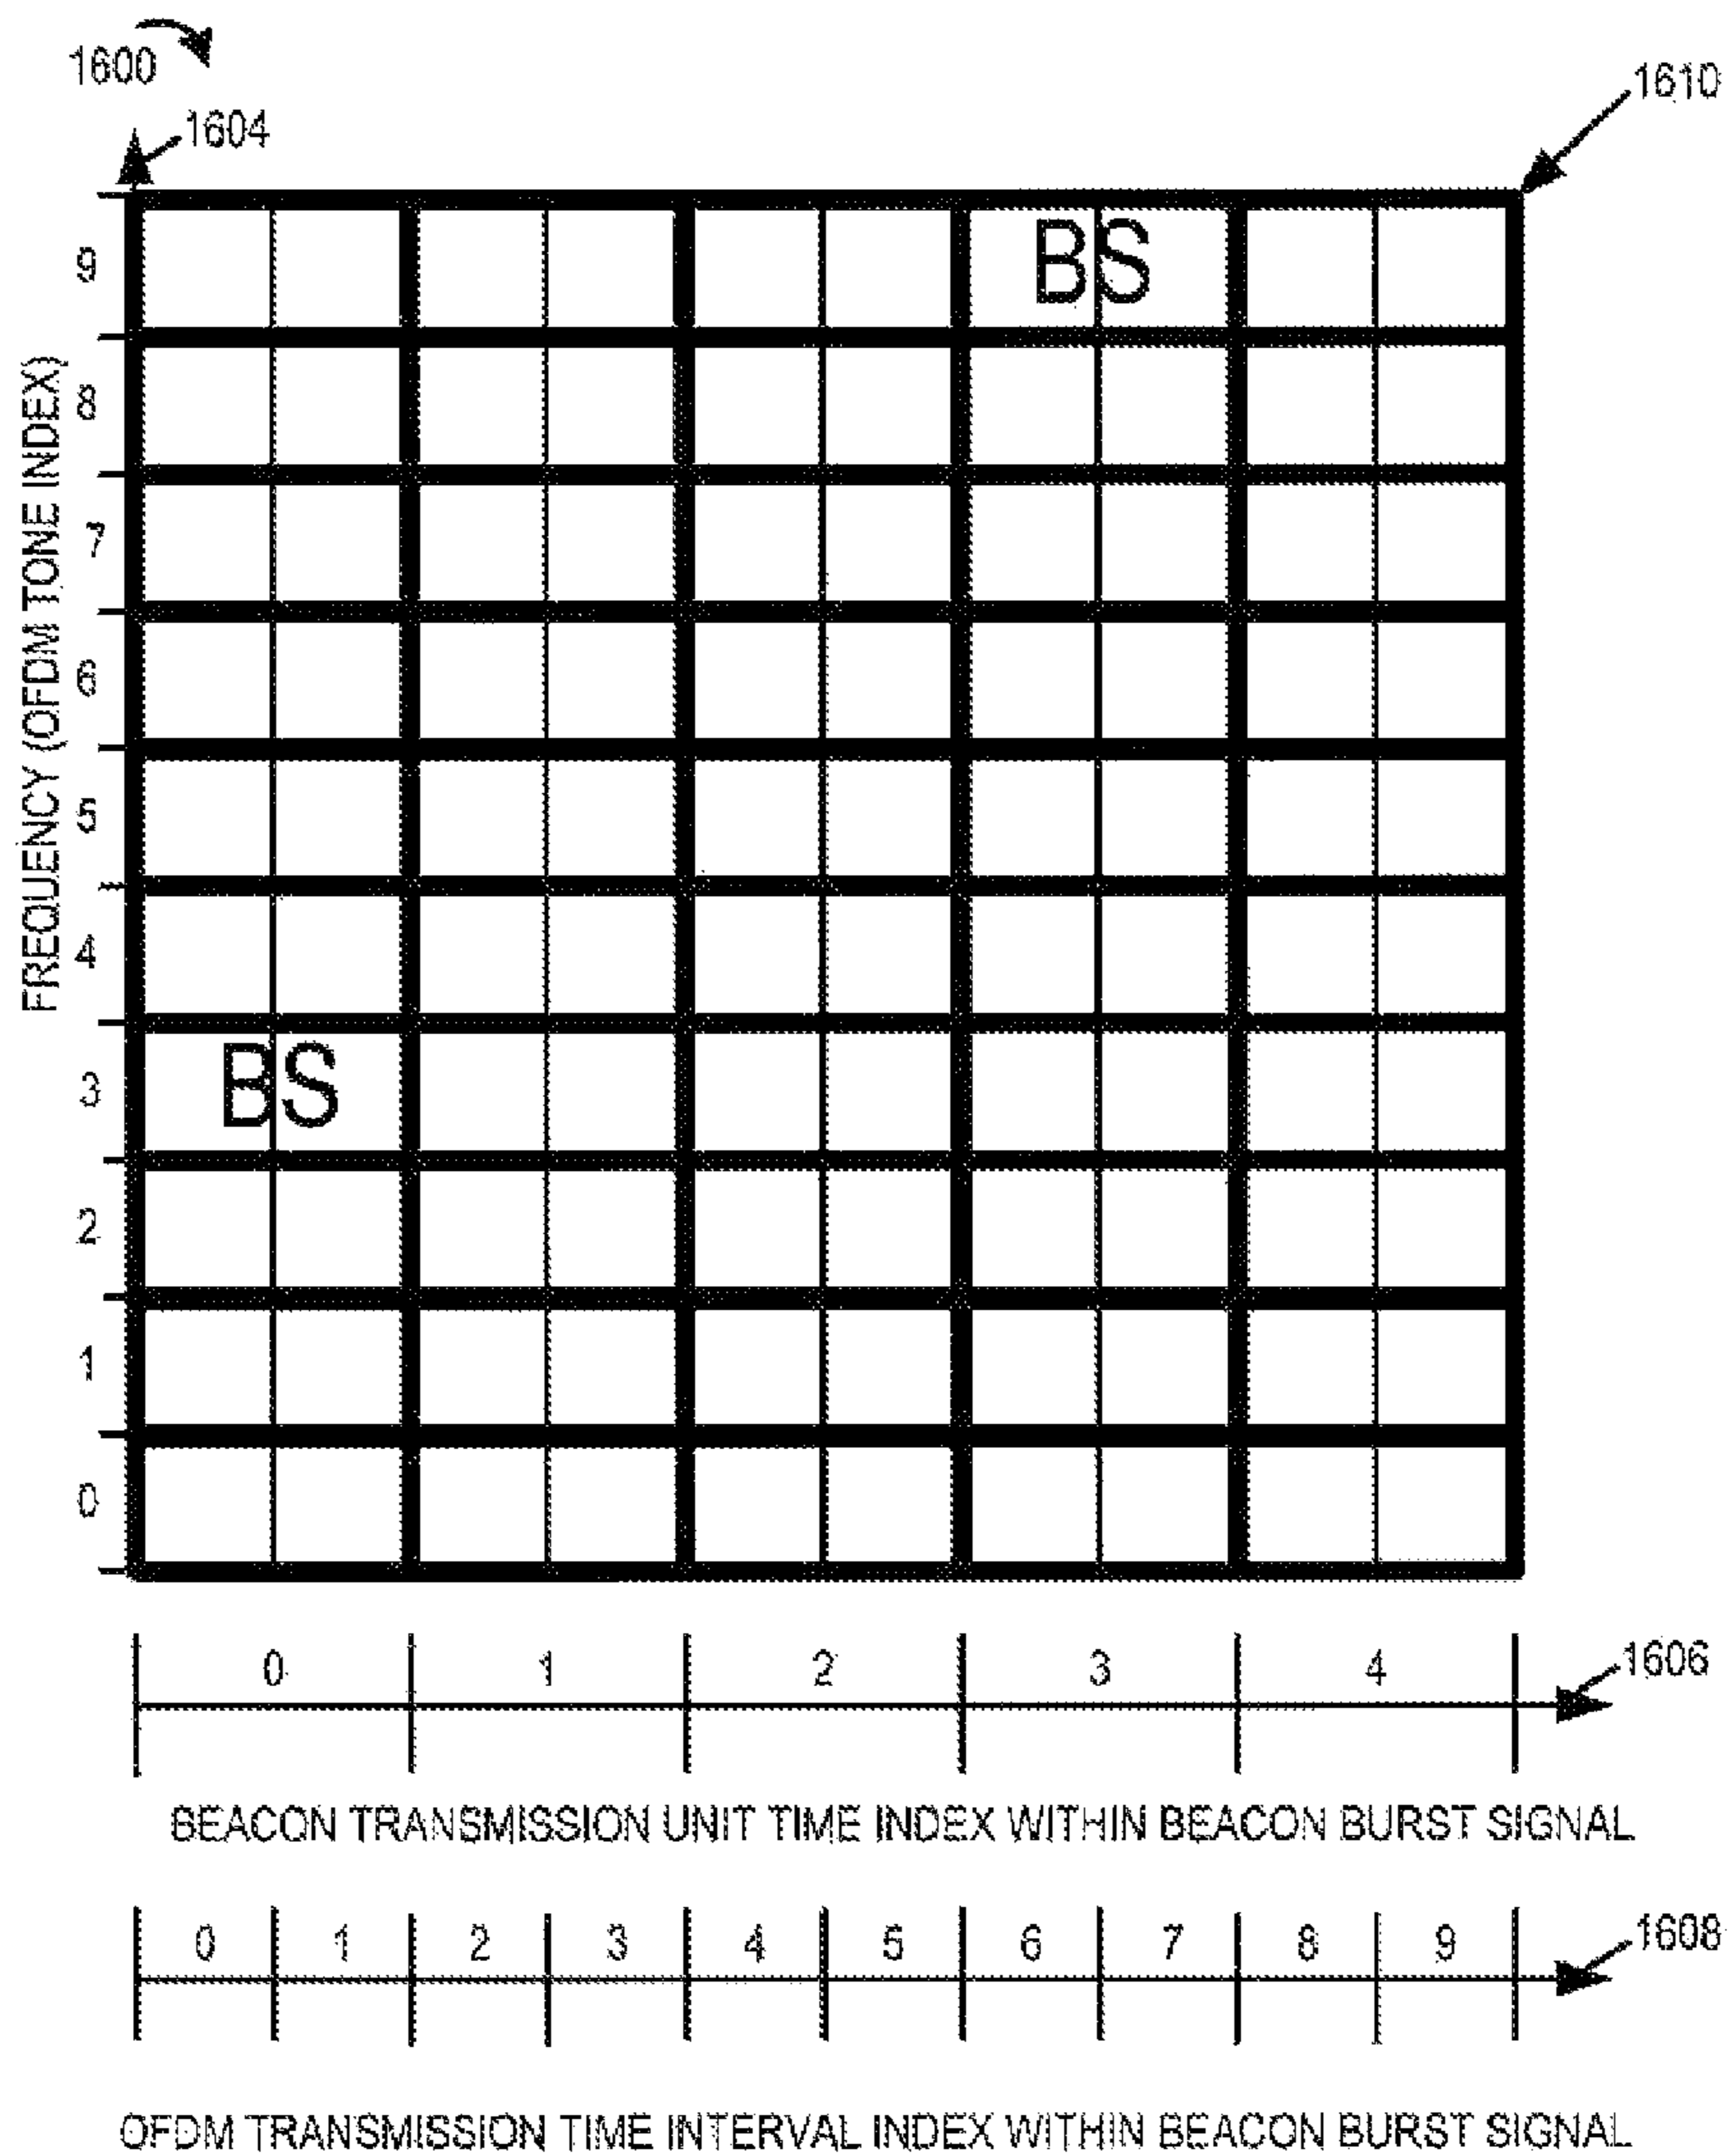 1600
1604
1610
FREQUENCY (OFDM TONE INDEX)
9
BS
8
7
6
5
4
3
BS
2
1
0
0 1 2 3 4
1606
BEACON TRANSMISSION UNIT TIME INDEX WITHIN BEACON BURST SIGNAL
0 1 2 3 4 5 6 7 8 9
1608
OFDM TRANSMISSION TIME INTERVAL INDEX WITHIN BEACON BURST SIGNAL